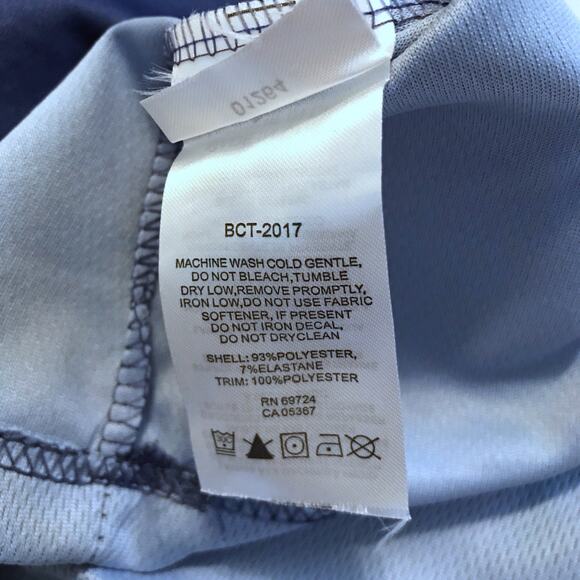 01264
BCT-2017
MACHINE WASH COLD GENTLE,
DO NOT BLEACH,TUMBLE
DRY LOW,REMOVE PROMPTLY,
IRON LOW,DO NOT USE FABRIC
SOFTENER, IF PRESENT
DO NOT IRON DECAL,
DO NOT DRYCLEAN
SHELL: 93%POLYESTER,
7%ELASTANE
TRIM: 100%POLYESTER
RN 69724
CA 05367